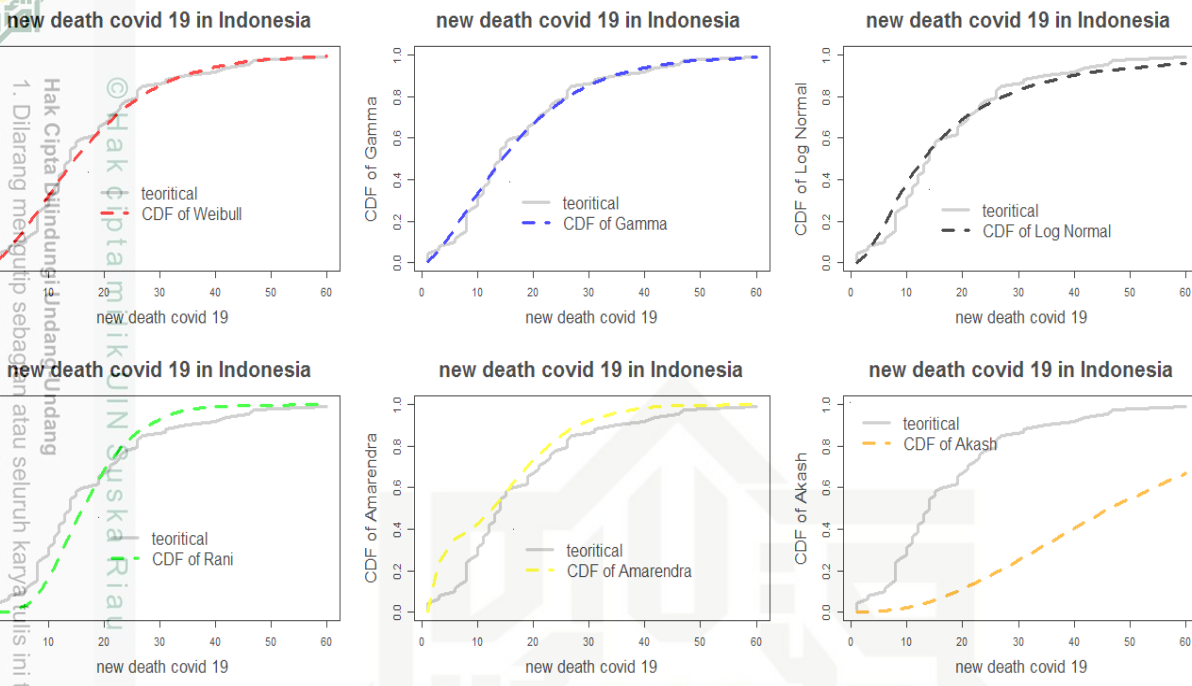 new death covid 19 in Indonesia
teoritical
CDF of Weibull
10 20 30 40 50 60
new death covid 19
new death covid 19 in Indonesia
CDF of Gamma
0.0 0.2 0.4 0.6 0.8 1.0
teoritical
CDF of Gamma
0 10 20 30 40 50 60
new death covid 19
new death covid 19 in Indonesia
CDF of Log Normal
0.0 0.2 0.4 0.6 0.8 1.0
teoritical
CDF of Log Normal
0 10 20 30 40 50 60
new death covid 19
new death covid 19 in Indonesia
teoritical
CDF of Rani
10 20 30 40 50 60
new death covid 19
new death covid 19 in Indonesia
CDF of Amarendra
0.0 0.2 0.4 0.6 0.8 1.0
teoritical
CDF of Amarendra
0 10 20 30 40 50 60
new death covid 19
new death covid 19 in Indonesia
CDF of Akash
0.0 0.2 0.4 0.6 0.8 1.0
teoritical
CDF of Akash
0 10 20 30 40 50 60
new death covid 19
© Hak cipta milik UIN Suska Riau
Hak Cipta Dilindungi Undang-Undang
1. Dilarang mengutip sebagian atau seluruh karya tulis ini